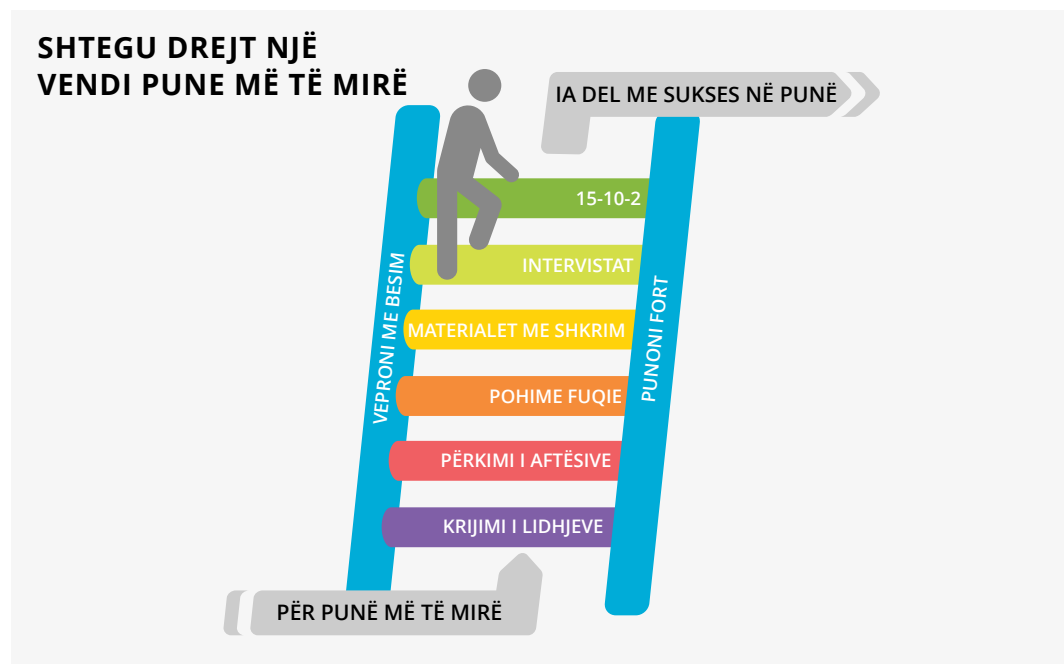 SHTEGU DREJT NJË
VENDI PUNE MË TË MIRË
IA DEL ME SUKSES NË PUNË
15-10-2
INTERVISTAT
MATERIALET ME SHKRIM
POHIME FUQIE
PËRKIMI I AFTËSIVE
KRIJIMI I LIDHJEVE
VEPRONI ME BESIM
PUNONI FORT
PËR PUNË MË TË MIRË